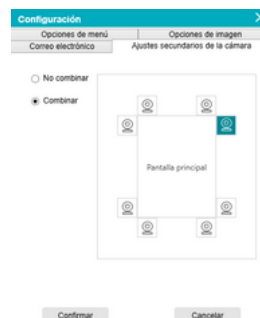 Configuración
Opciones de menú
Opciones de imagen
Correo electrónico
Ajustes secundarios de la cámara
No combinar
Combinar
Pantalla principal
Confirmar
Cancelar